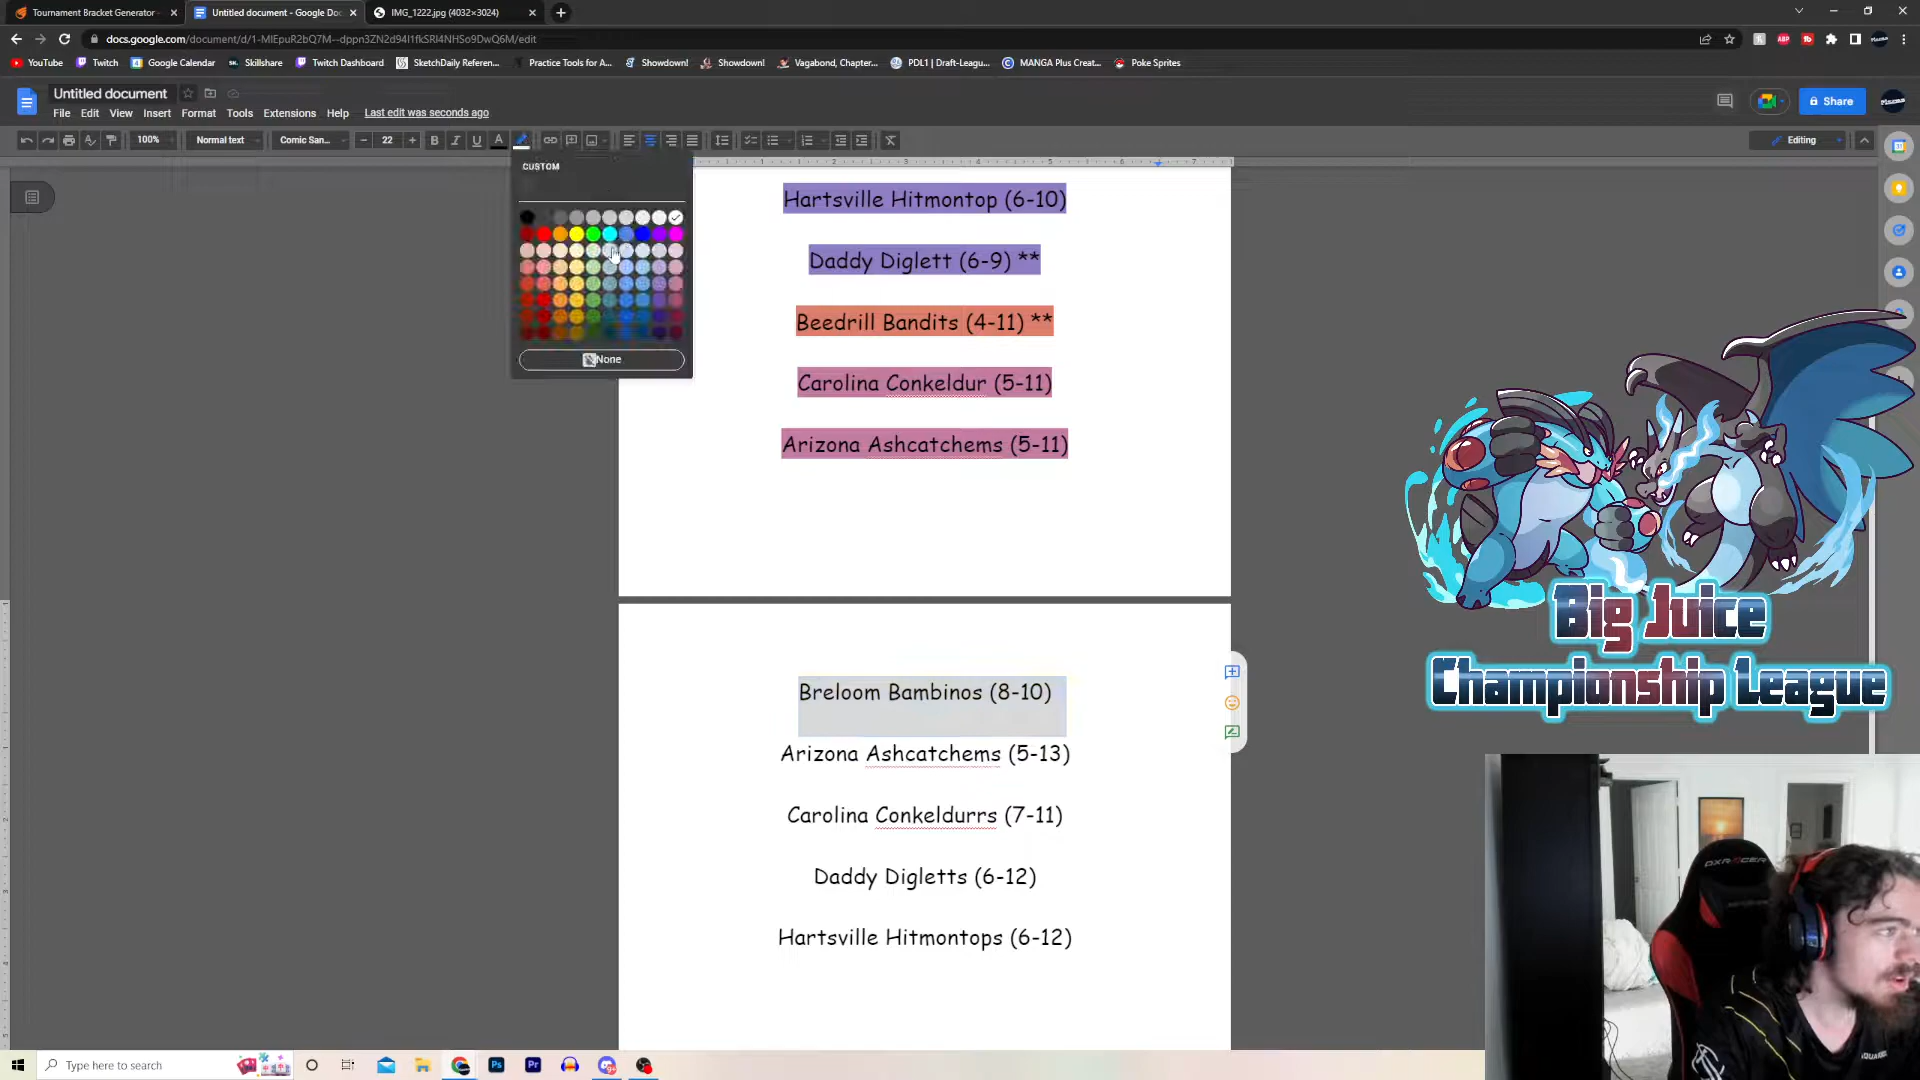 Tournament Bracket Generator -
Untitled document - Google Doc
IMG_1222.jpg (4032×3024)
docs.google.com/document/d/1-MlEpuR2bQ7M--dppn3ZN2d94l1fkSRl4NHSo9DwQ6M/edit
YouTube
Twitch
Google Calendar
Skillshare
Twitch Dashboard
SketchDaily Referen...
Practice Tools for A...
Showdown!
Showdown!
Vagabond, Chapter...
PDL1 | Draft-Leagu...
MANGA Plus Creat...
Poke Sprites
Untitled document
File Edit View Insert Format Tools Extensions Help Last edit was seconds ago
Share
100% Normal text Comic San... 22
Editing
CUSTOM
None
Hartsville Hitmontop (6-10)
Daddy Diglett (6-9) **
Beedrill Bandits (4-11) **
Carolina Conkeldur (5-11)
Arizona Ashcatchems (5-11)
Breloom Bambinos (8-10)
Arizona Ashcatchems (5-13)
Carolina Conkeldurrs (7-11)
Daddy Digletts (6-12)
Hartsville Hitmontops (6-12)
Big Juice
Championship League
DXRACER
Type here to search